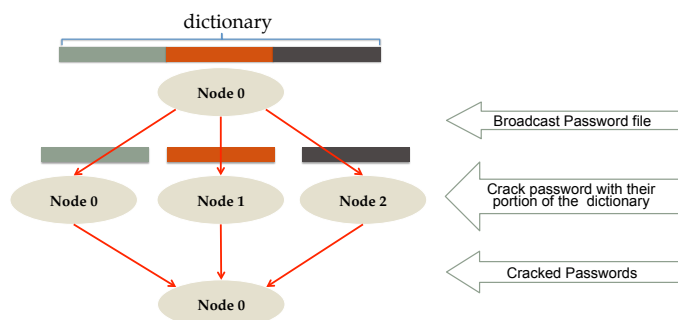 dictionary
Node 0
Broadcast Password file
Node 0
Node 1
Node 2
Crack password with their
portion of the dictionary
Cracked Passwords
Node 0